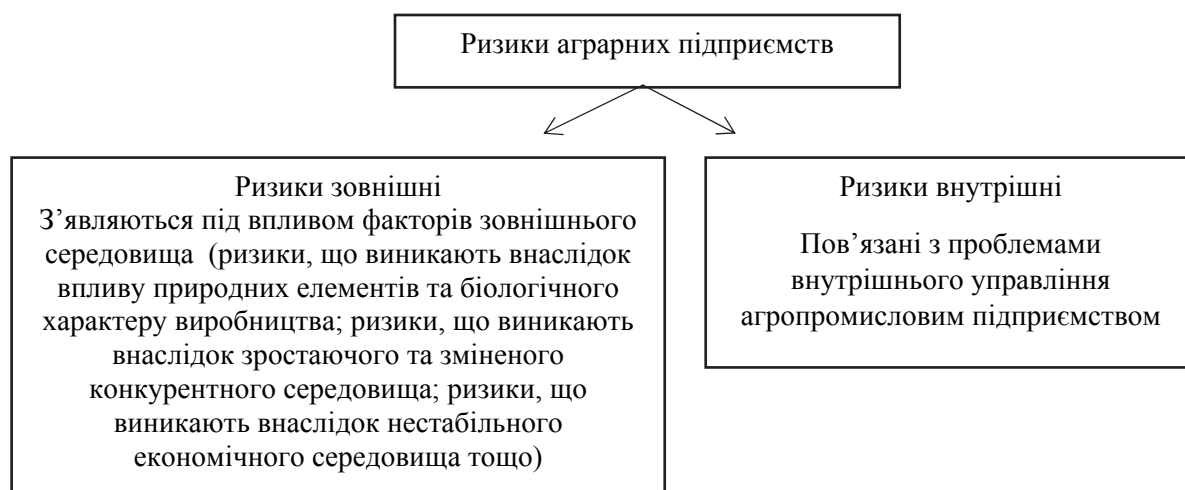 Ризики аграрних підприємств
Ризики зовнішні
З’являються під впливом факторів зовнішнього
середовища (ризики, що виникають внаслідок
впливу природних елементів та біологічного
характеру виробництва; ризики, що виникають
внаслідок зростаючого та зміненого
конкурентного середовища; ризики, що
виникають внаслідок нестабільного
економічного середовища тощо)
Ризики внутрішні
Пов’язані з проблемами
внутрішнього управління
агропромисловим підприємством